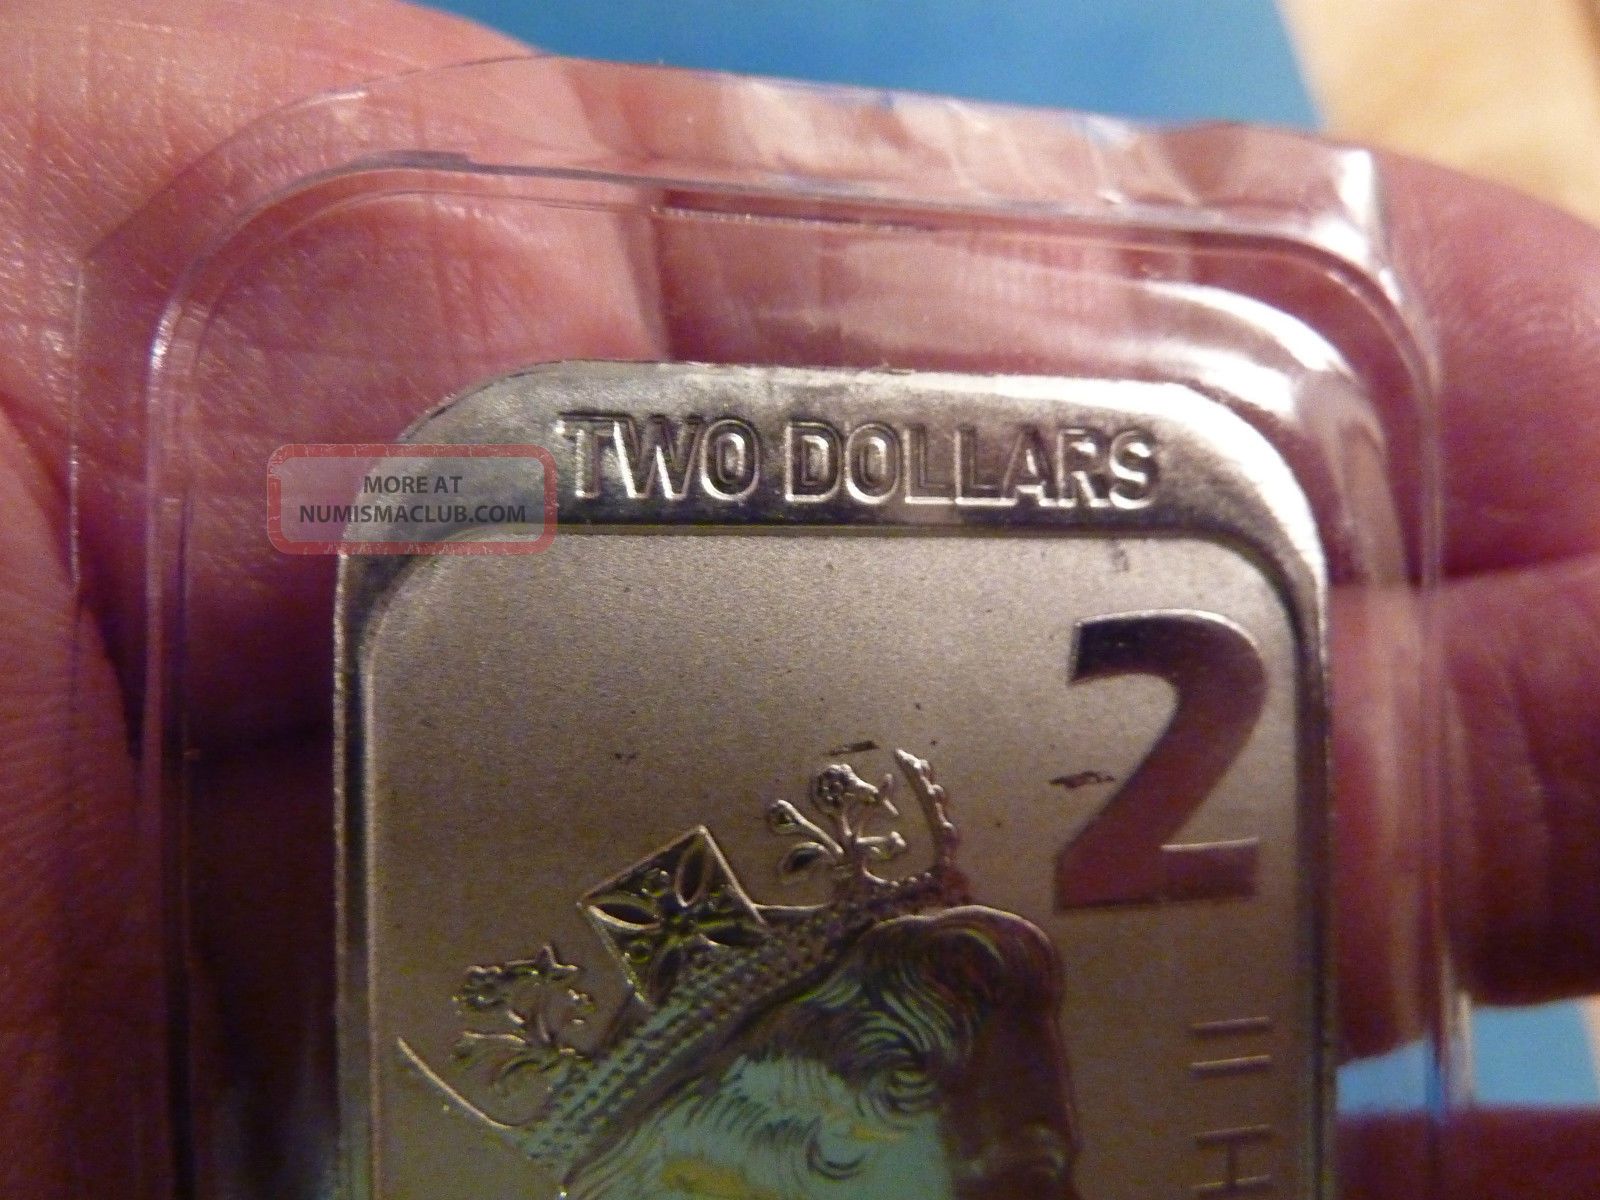 TWO DOLLARS
MORE AT
NUMISMACLUB.COM
2